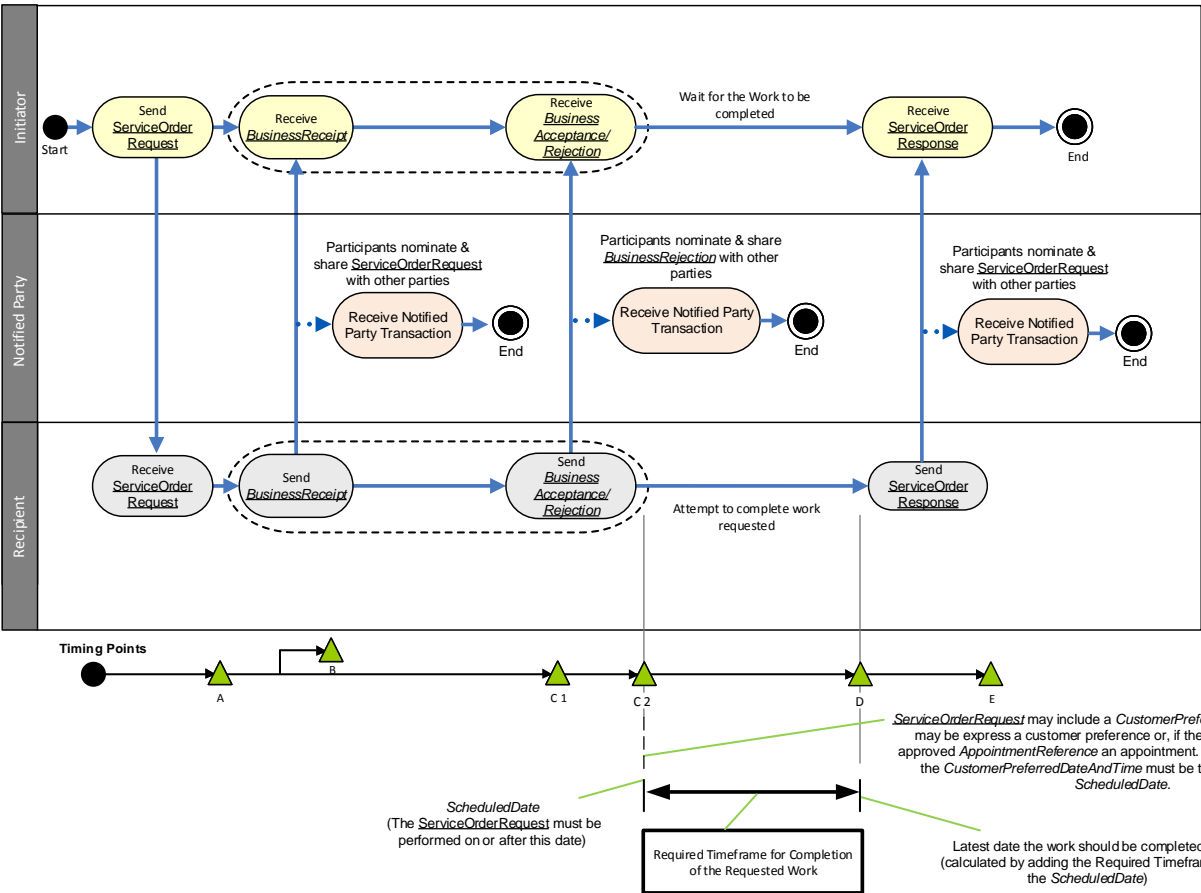 Initiator
Start
Send
ServiceOrder
Request
Receive
BusinessReceipt
Receive
Business
Acceptance/
Rejection
Wait for the Work to be
completed
Receive
ServiceOrder
Response
End
Notified Party
Participants nominate &
share ServiceOrderRequest
with other parties
Receive Notified
Party Transaction
End
Participants nominate & share
BusinessRejection with other
parties
Receive Notified Party
Transaction
End
Participants nominate &
share ServiceOrderRequest
with other parties
Receive Notified
Party Transaction
End
Recipient
Receive
ServiceOrder
Request
Send
BusinessReceipt
Send
Business
Acceptance/
Rejection
Attempt to complete work
requested
Send
ServiceOrder
Response
Timing Points
A
B
C 1
C 2
D
E
ServiceOrderRequest may include a CustomerPref
may be express a customer preference or, if the
approved AppointmentReference an appointment.
the CustomerPreferredDateAndTime must be t
ScheduledDate.
ScheduledDate
(The ServiceOrderRequest must be
performed on or after this date)
Required Timeframe for Completion
of the Requested Work
Latest date the work should be completed
(calculated by adding the Required Timefram
the ScheduledDate)